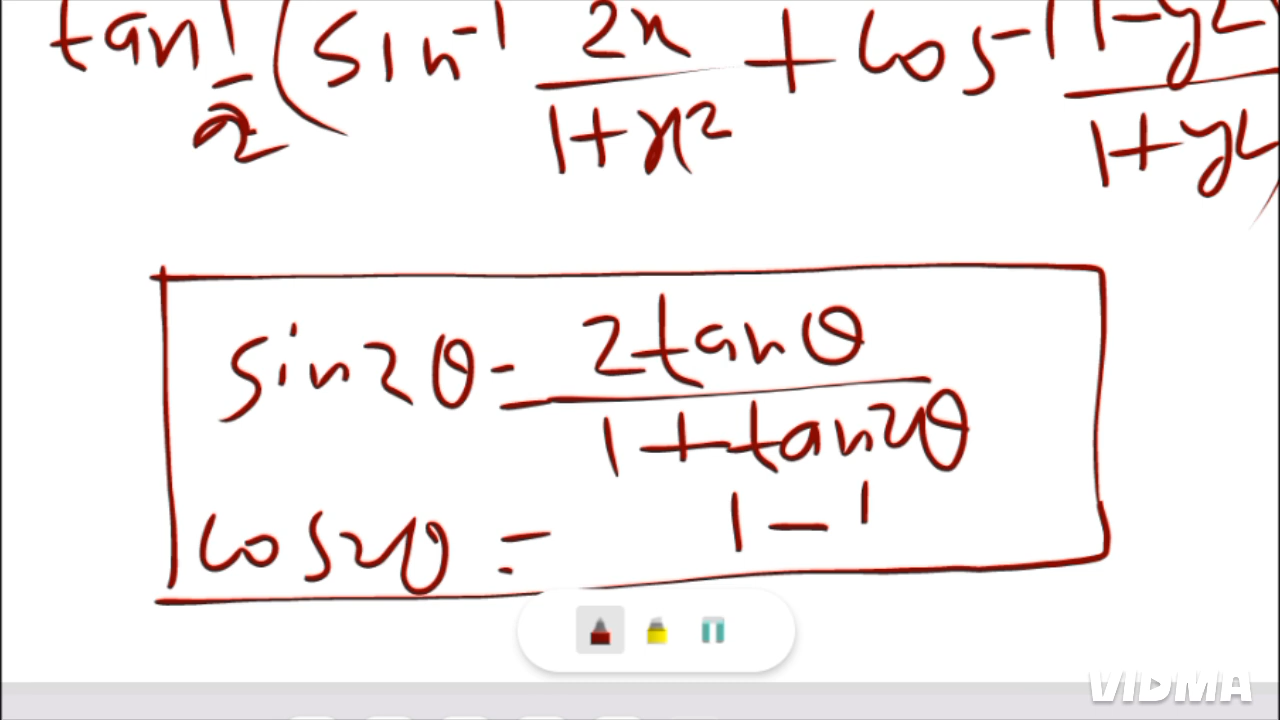 tan 1/2 (sin⁻¹ 2x/1+x² + cos⁻¹ 1-y2/1+y2)
sin2θ = 2tanθ/1+tan2θ
cos2θ = 1-1
VIDMA